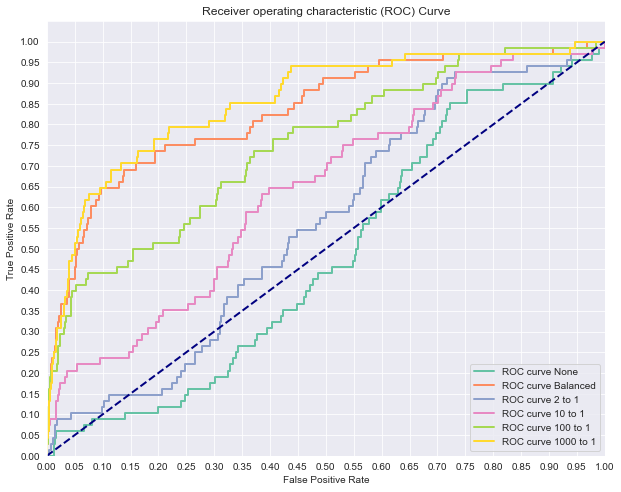 Receiver operating characteristic (ROC) Curve
1.00
0.95
0.90
0.85
0.80
0.75
0.70
0.65
0.60
0.55
0.50
0.45
0.40
0.35
0.30
0.25
0.20
0.15
0.10
0.05
0.00
True Positive Rate
ROC curve None
ROC curve Balanced
ROC curve 2 to 1
ROC curve 10 to 1
ROC curve 100 to 1
ROC curve 1000 to 1
0.00 0.05 0.10 0.15 0.20 0.25 0.30 0.35 0.40 0.45 0.50 0.55 0.60 0.65 0.70 0.75 0.80 0.85 0.90 0.95 1.00
False Positive Rate